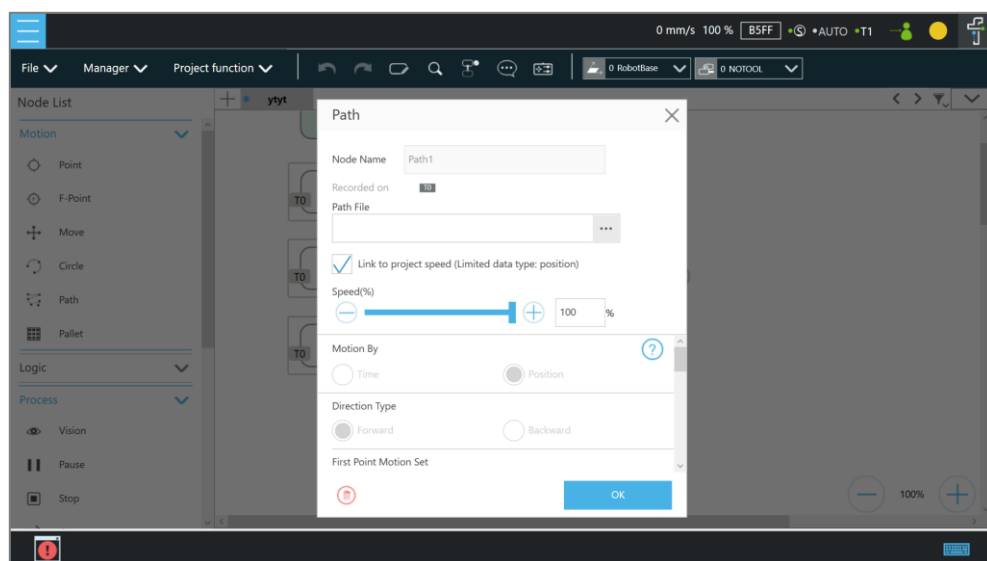 0 mm/s 100 % B5FF S AUTO T1
File Manager Project function 0 RobotBase 0 NOTOOL
Node List
ytyt
Motion
Point
F-Point
Move
Circle
Path
Pallet
Logic
Process
Vision
Pause
Stop
T0
T0
T0
Path
Node Name Path1
Recorded on T0
Path File
...
Link to project speed (Limited data type: position)
Speed(%)
100 %
Motion By ?
Time Position
Direction Type
Forward Backward
First Point Motion Set
OK
100%